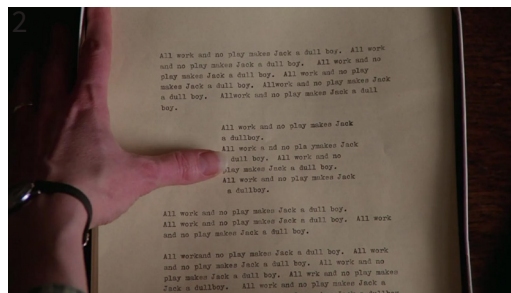 2
All work and no play makes Jack a dull boy. All work
and no play makes Jack a dull boy. All work and no
play makes Jack a dull boy. All work and no play
makes Jack a dull boy. Allwork and no play makes Jack
a dull boy. Allwork and no play makes Jack a dull
boy.
All work and no play makes Jack
a dullboy.
All work a nd no pla ymakes Jack
dull boy. All work and no
play makes Jack a dull boy.
All work and no play makes Jack
a dullboy.
All work and no play makes Jack a dull boy.
All work and no play makes Jack a dull boy. All work
and no play makes Jack a dull boy.
All workand no play makes Jack a dull boy. All work
and no play makes Jack a dull boy. All work and no
play makes Jack a dull boy. All wrk and no play makes
Jack a dullboy. All work and no play makes Jack a